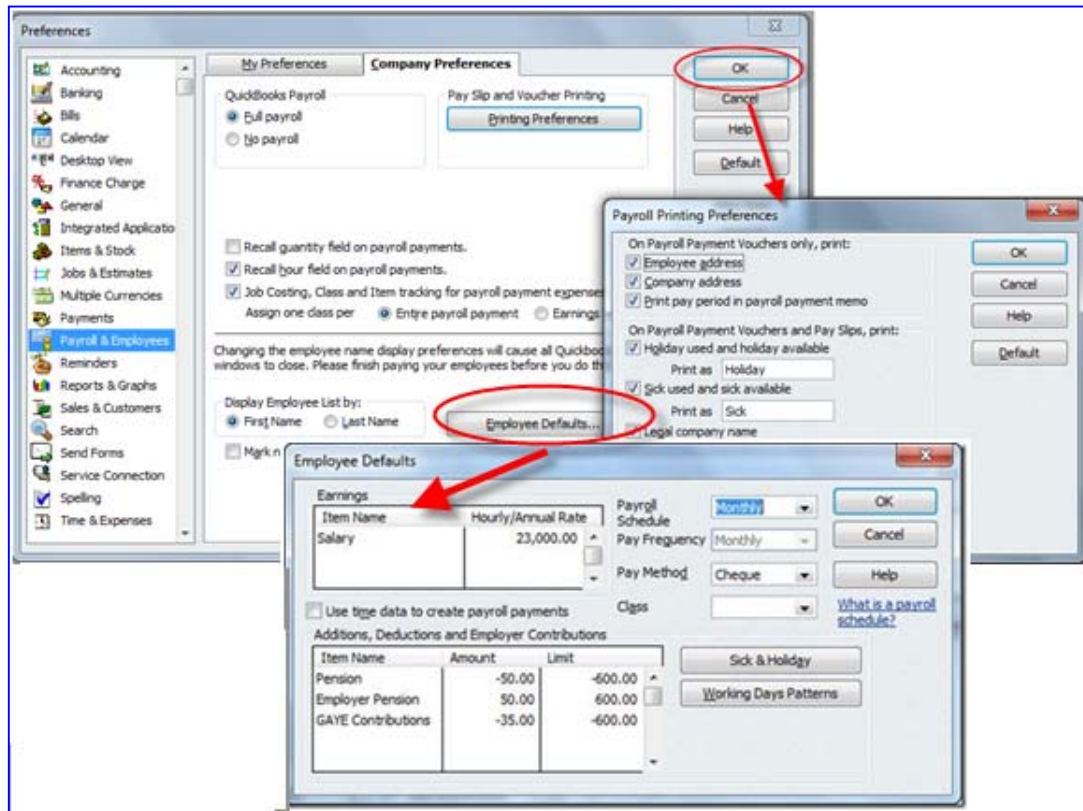 Preferences
Accounting
Banking
Bills
Calendar
Desktop View
Finance Charge
General
Integrated Applicatio
Items & Stock
Jobs & Estimates
Multiple Currencies
Payments
Payroll & Employees
Reminders
Reports & Graphs
Sales & Customers
Search
Send Forms
Service Connection
Spelling
Time & Expenses
My Preferences
Company Preferences
QuickBooks Payroll
Full payroll
No payroll
Pay Slip and Voucher Printing
Printing Preferences
OK
Cancel
Help
Default
Recall quantity field on payroll payments.
Recall hour field on payroll payments.
Job Costing, Class and Item tracking for payroll payment expenses
Assign one class per Entire payroll payment Earnings
Changing the employee name display preferences will cause all Quickboo
windows to close. Please finish paying your employees before you do th
Display Employee List by:
First Name Last Name
Employee Defaults...
Mark n
Payroll Printing Preferences
On Payroll Payment Vouchers only, print:
Employee address
Company address
Print pay period in payroll payment memo
On Payroll Payment Vouchers and Pay Slips, print:
Holiday used and holiday available
Print as Holiday
Sick used and sick available
Print as Sick
Legal company name
OK
Cancel
Help
Default
Employee Defaults
Earnings
Item Name Hourly/Annual Rate
Salary 23,000.00
Use time data to create payroll payments
Payroll
Schedule
Monthly
Pay Frequency Monthly
Pay Method Cheque
Class
OK
Cancel
Help
What is a payroll
schedule?
Additions, Deductions and Employer Contributions
Item Name Amount Limit
Pension -50.00 -600.00
Employer Pension 50.00 600.00
GAYE Contributions -35.00 -600.00
Sick & Holiday
Working Days Patterns